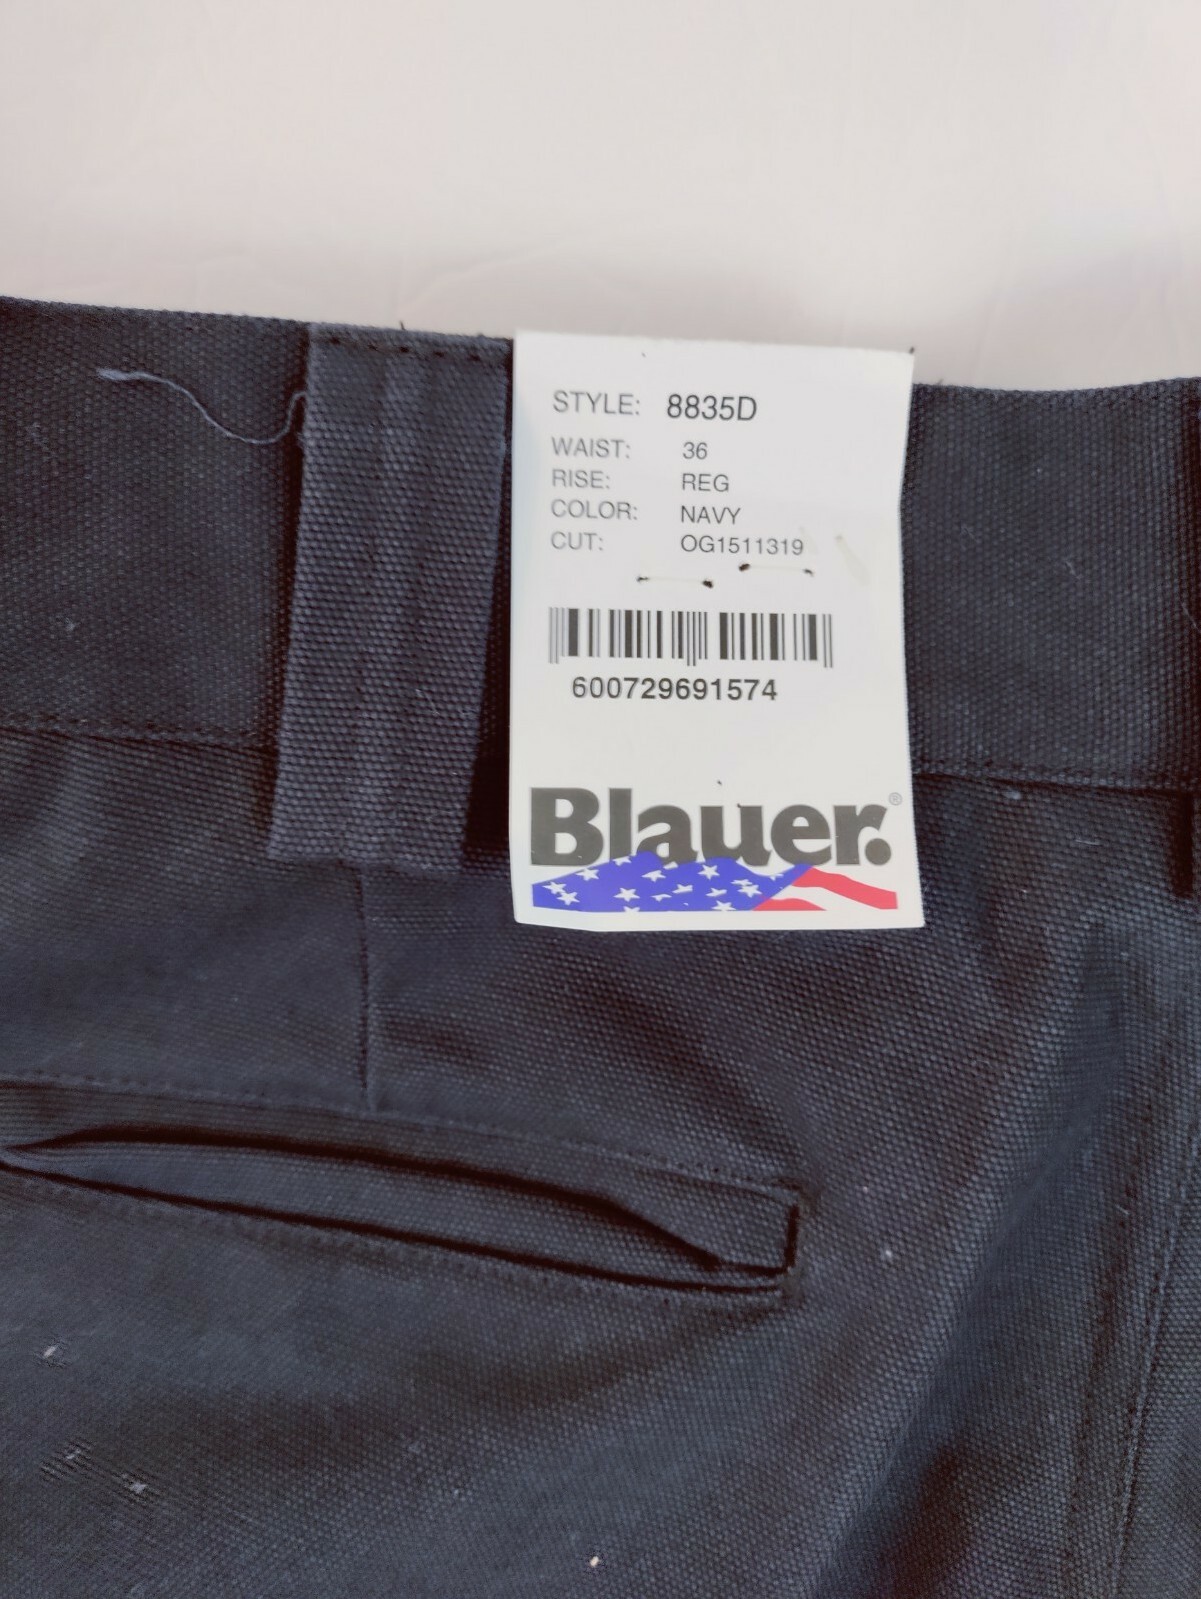 STYLE: 8835D
WAIST: 36
RISE: REG
COLOR: NAVY
CUT: OG1511319
600729691574
Blauer.®